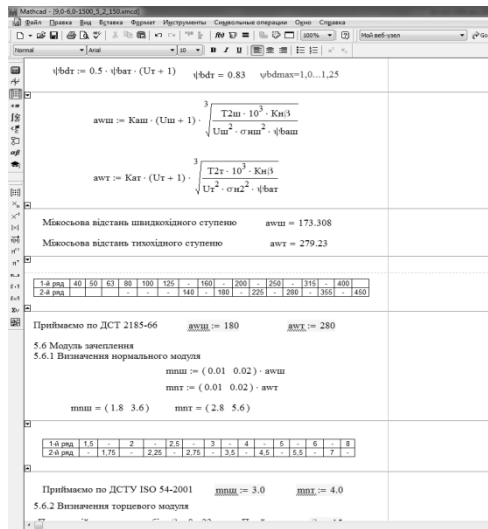 Mathcad - [9,0-6,0-1500_5_2_150.xmcd]
Файл Правка Вид Вставка Формат Инструменты Символьные операции Окно Справка
100%
Мой веб-узел
Go
Normal Arial 10 B I U
ψbdт := 0.5 · ψbaт · (Uт + 1) ψbdт = 0.83 ψbdmax=1,0...1,25
awш := Kaш · (Uш + 1) · ∛(T2ш · 10³ · Kнβ / Uш² · σнш² · ψbaш)
awт := Kaт · (Uт + 1) · ∛(T2т · 10³ · Kнβ / Uт² · σн2² · ψbaт)
Міжосьова відстань швидкохідного ступеню awш = 173.308
Міжосьова відстань тихохідного ступеню awт = 279.23
1-й ряд 40 50 63 80 100 125 - 160 - 200 - 250 - 315 - 400
2-й ряд - - - 140 - 180 - 225 - 280 - 355 - 450
Приймаємо по ДСТ 2185-66 awш := 180 awт := 280
5.6 Модуль зачеплення
5.6.1 Визначення нормального модуля
mnш := (0.01 0.02) · awш
mnт := (0.01 0.02) · awт
mnш = (1.8 3.6) mnт = (2.8 5.6)
1-й ряд 1,5 - 2 - 2,5 - 3 - 4 - 5 - 6 - 8
2-й ряд - 1,75 - 2,25 - 2,75 - 3,5 - 4,5 - 5,5 - 7 -
Приймаємо по ДСТУ ISO 54-2001 mnш := 3.0 mnт := 4.0
5.6.2 Визначення торцевого модуля